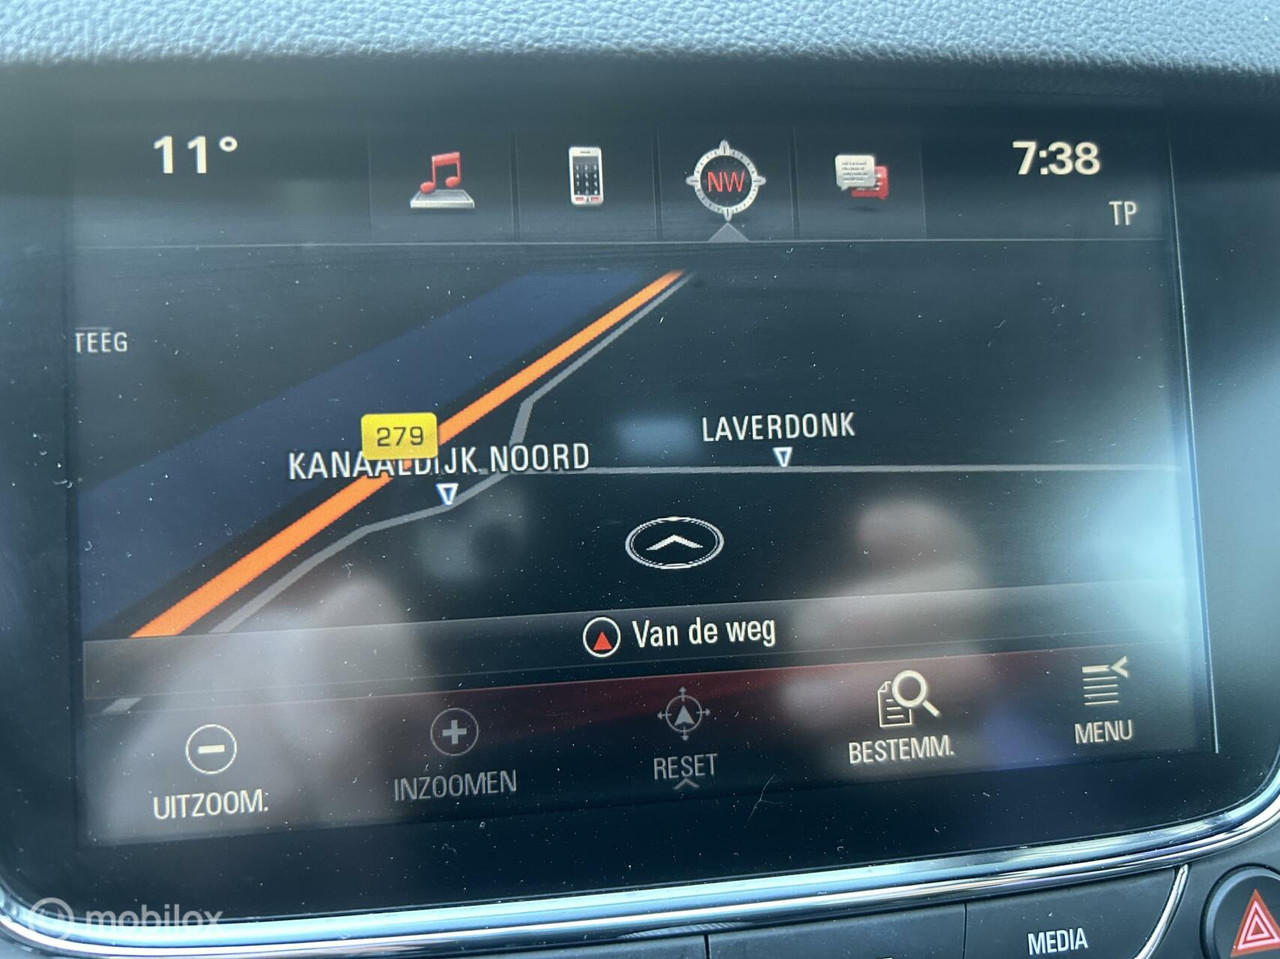 11°
NW
7:38
TP
TEEG
LAVERDONK
279
KANAALDIJK NOORD
Van de weg
UITZOOM.
INZOOMEN
RESET
BESTEMM.
MENU
mobilox
MEDIA